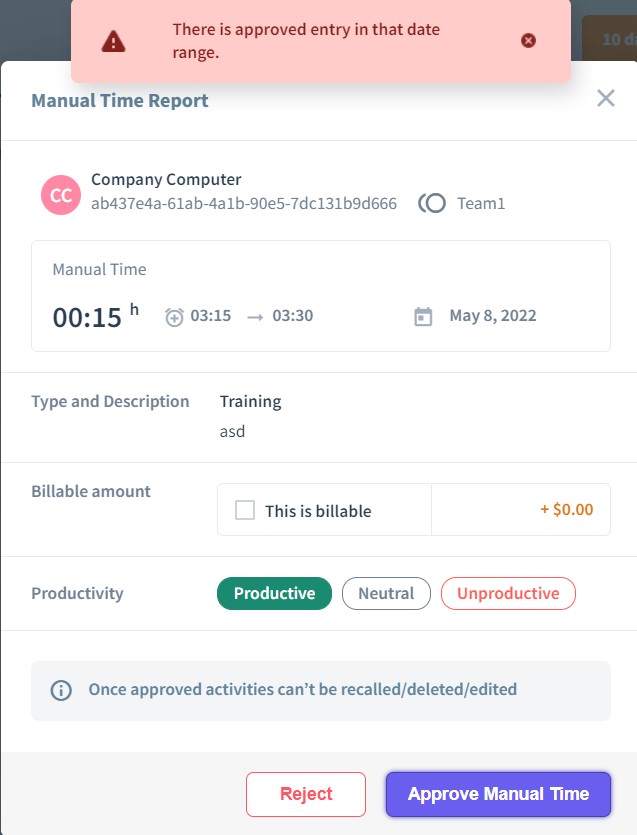 There is approved entry in that date
range.
10 d
Manual Time Report
CC
Company Computer
ab437e4a-61ab-4a1b-90e5-7dc131b9d666
Team1
Manual Time
00:15 h
03:15 → 03:30
May 8, 2022
Type and Description
Training
asd
Billable amount
This is billable
+ $0.00
Productivity
Productive
Neutral
Unproductive
Once approved activities can’t be recalled/deleted/edited
Reject
Approve Manual Time